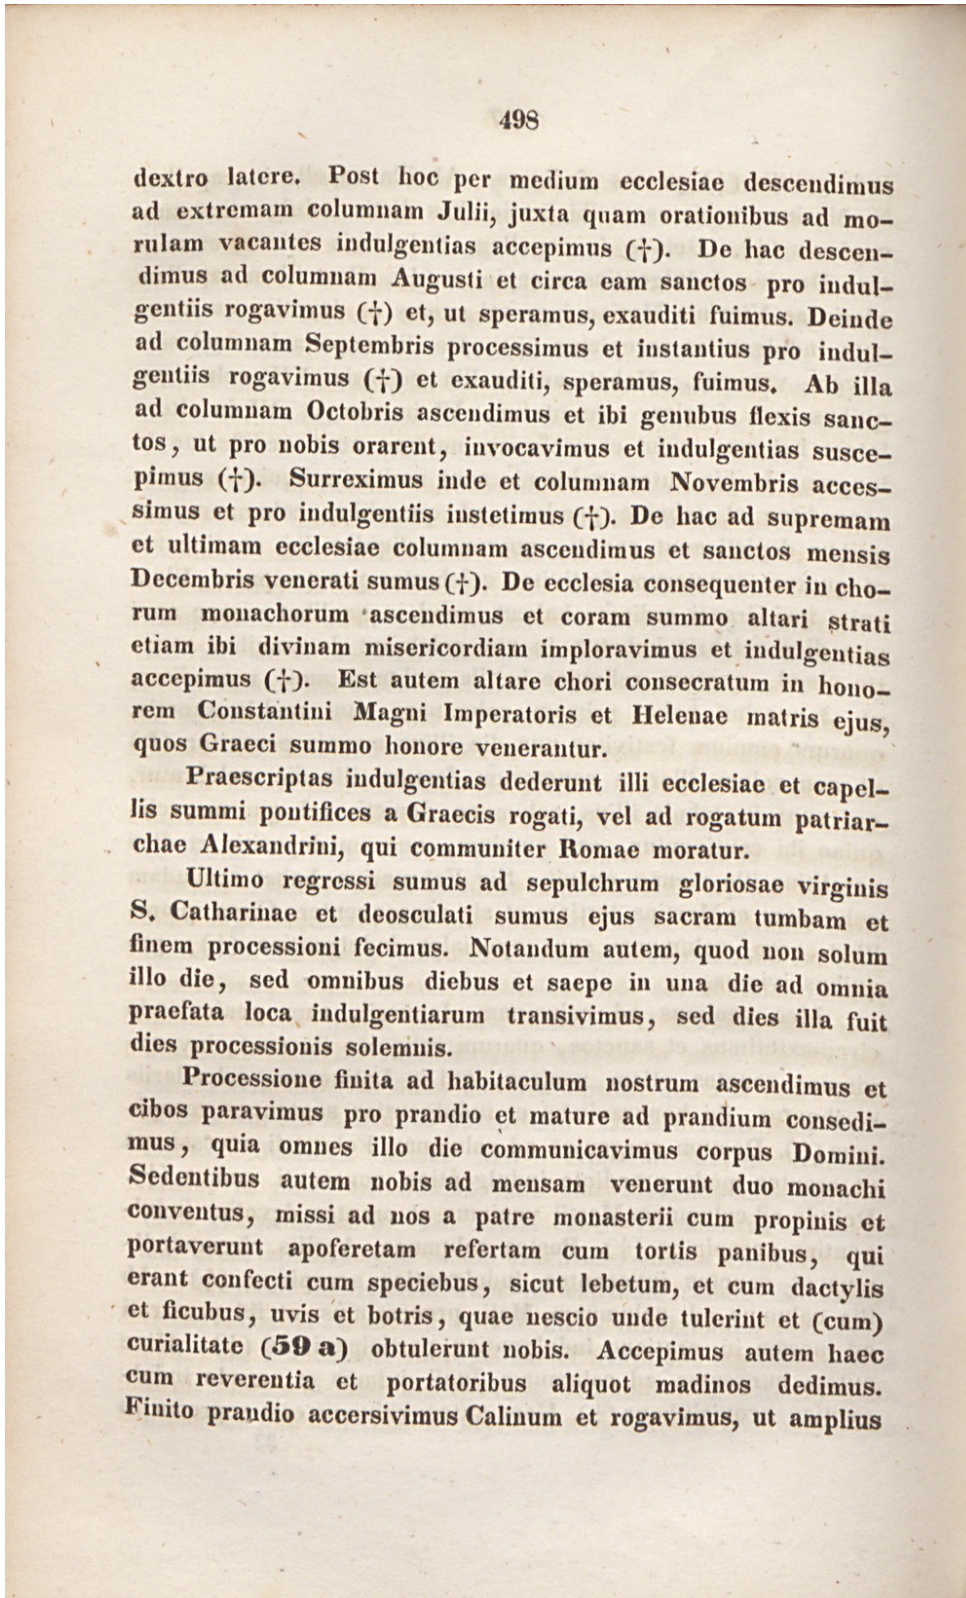 498
dextro latere. Post hoc per medium ecclesiae descendimus
ad extremam columnam Julii, juxta quam orationibus ad mo-
rulam vacantes indulgentias accepimus (†). De hac descen-
dimus ad columnam Augusti et circa eam sanctos pro indul-
gentiis rogavimus (†) et, ut speramus, exauditi fuimus. Deinde
ad columnam Septembris processimus et instantius pro indul-
gentiis rogavimus (†) et exauditi, speramus, fuimus. Ab illa
ad columnam Octobris ascendimus et ibi genubus flexis sanc-
tos, ut pro nobis orarent, invocavimus et indulgentias susce-
pimus (†). Surreximus inde et columnam Novembris acces-
simus et pro indulgentiis instetimus (†). De hac ad supremam
et ultimam ecclesiae columnam ascendimus et sanctos mensis
Decembris venerati sumus (†). De ecclesia consequenter in cho-
rum monachorum ascendimus et coram summo altari strati
etiam ibi divinam misericordiam imploravimus et indulgentias
accepimus (†). Est autem altare chori consecratum in hono-
rem Constantini Magni Imperatoris et Helenae matris ejus,
quos Graeci summo honore venerantur.
Praescriptas indulgentias dederunt illi ecclesiae et capel-
lis summi pontifices a Graecis rogati, vel ad rogatum patriar-
chae Alexandrini, qui communiter Romae moratur.
Ultimo regressi sumus ad sepulchrum gloriosae virginis
S. Catharinae et deosculati sumus ejus sacram tumbam et
finem processioni fecimus. Notandum autem, quod non solum
illo die, sed omnibus diebus et saepe in una die ad omnia
praefata loca indulgentiarum transivimus, sed dies illa fuit
dies processionis solemnis.
Processione finita ad habitaculum nostrum ascendimus et
cibos paravimus pro prandio et mature ad prandium consedi-
mus, quia omnes illo die communicavimus corpus Domini.
Sedentibus autem nobis ad mensam venerunt duo monachi
conventus, missi ad nos a patre monasterii cum propinis et
portaverunt apoferetam refertam cum tortis panibus, qui
erant confecti cum speciebus, sicut lebetum, et cum dactylis
et ficubus, uvis et botris, quae nescio unde tulerint et (cum)
curialitate (59 a) obtulerunt nobis. Accepimus autem haec
cum reverentia et portatoribus aliquot madinos dedimus.
Finito prandio accersivimus Calinum et rogavimus, ut amplius